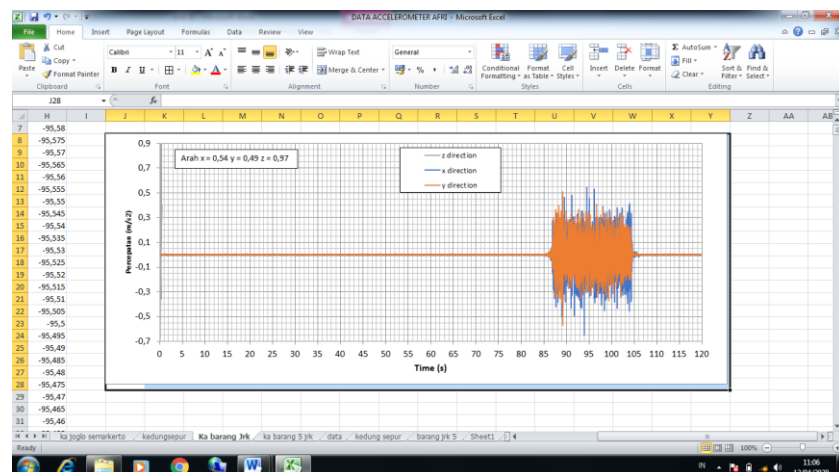 DATA ACCELEROMETER AFRI - Microsoft Excel
File Home Insert Page Layout Formulas Data Review View
Paste
Cut
Copy
Format Painter
Clipboard
Calibri 11
Font
Wrap Text
Merge & Center
Alignment
General
Number
Conditional Formatting
Format as Table
Cell Styles
Styles
Insert Delete Format
Cells
AutoSum
Fill
Clear
Sort & Filter
Find & Select
Editing
J28
fx
H I J K L M N O P Q R S T U V W X Y Z AA AB
7 -95,58
8 -95,575
9 -95,57
10 -95,565
11 -95,56
12 -95,555
13 -95,55
14 -95,545
15 -95,54
16 -95,535
17 -95,53
18 -95,525
19 -95,52
20 -95,515
21 -95,51
22 -95,505
23 -95,5
24 -95,495
25 -95,49
26 -95,485
27 -95,48
28 -95,475
29 -95,47
30 -95,465
31 -95,46
Arah x = 0,54 y = 0,49 z = 0,97
z direction
x direction
y direction
Percepatan (m/s2)
0,9
0,7
0,5
0,3
0,1
-0,1
-0,3
-0,5
-0,7
0 5 10 15 20 25 30 35 40 45 50 55 60 65 70 75 80 85 90 95 100 105 110 115 120
Time (s)
ka joglo semarkerto kedungsepur Ka barang Jrk ka barang 5 jrk data kedung sepur barang jrk 5 Sheet1
Ready
100%
IN
11:06